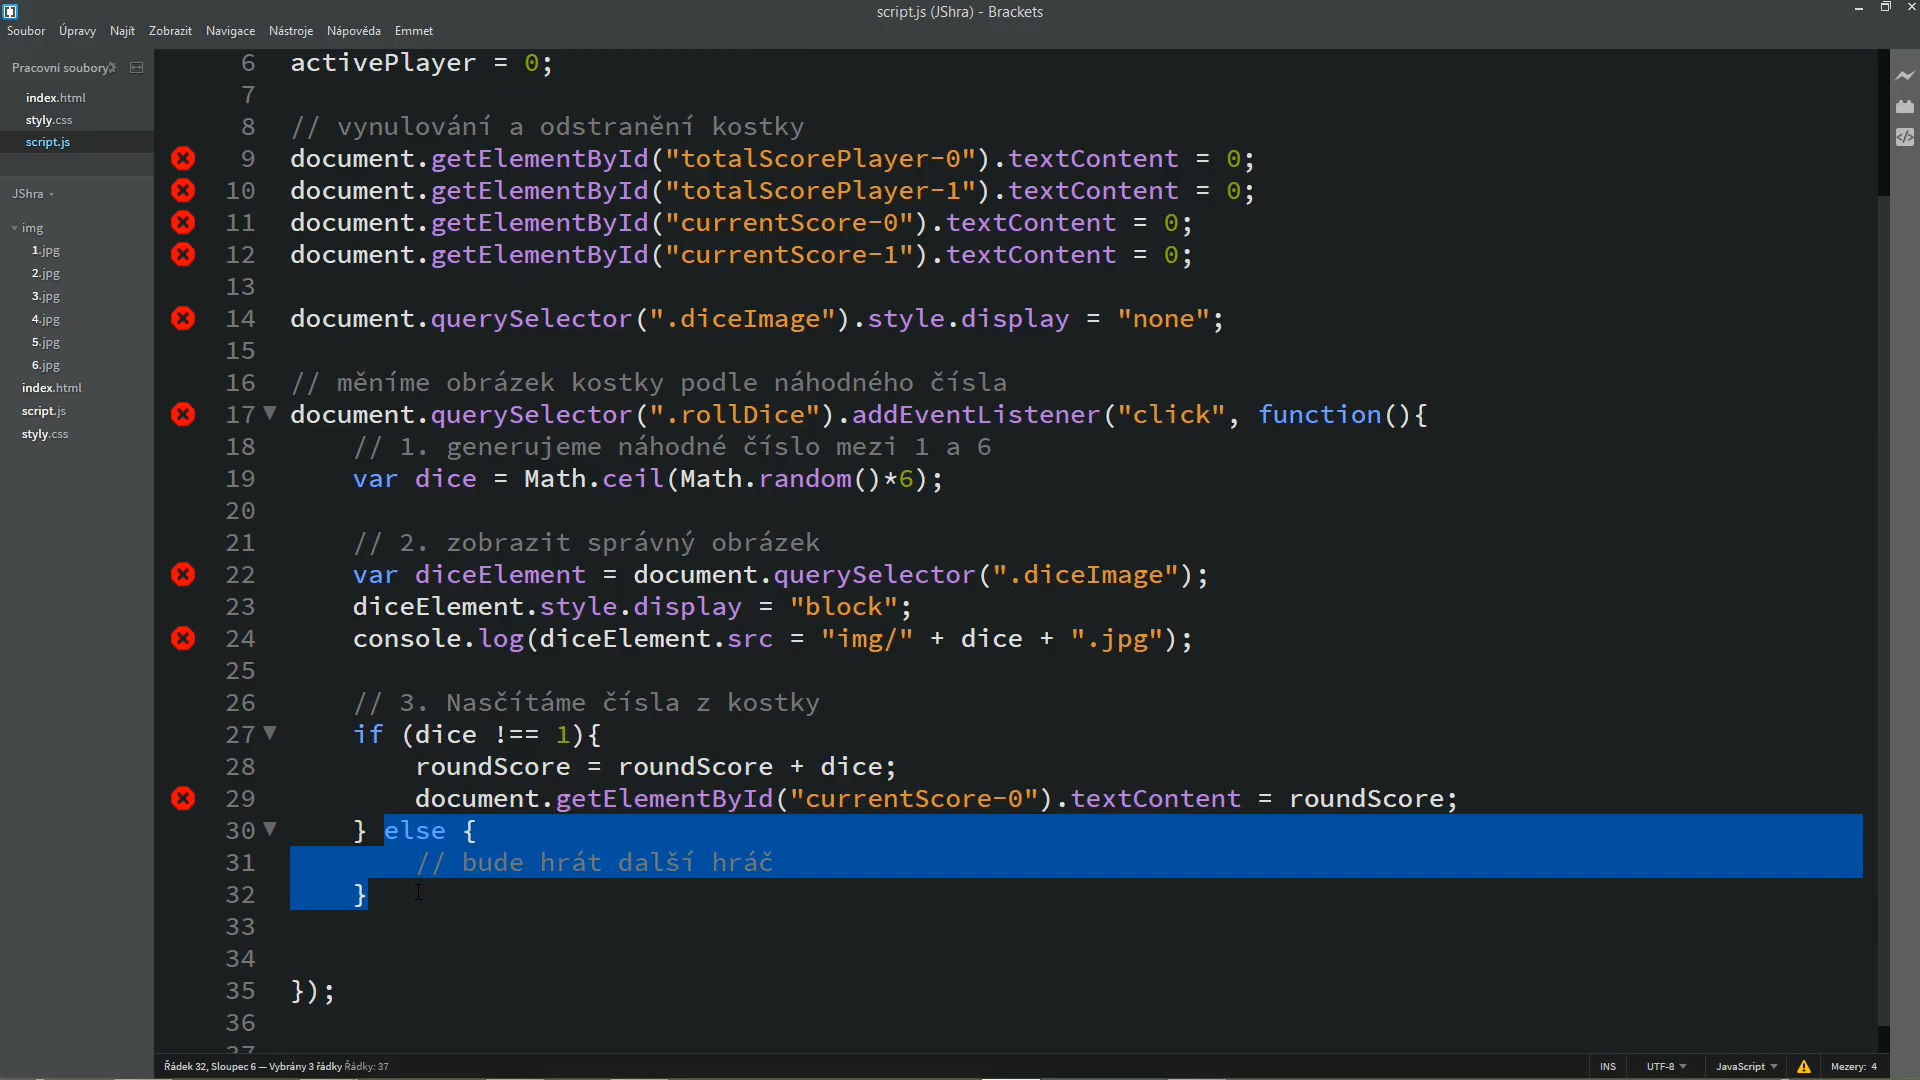 script.js (JShra) - Brackets
Soubor Úpravy Najít Zobrazit Navigace Nástroje Nápověda Emmet
Pracovní soubory
index.html
styly.css
script.js
JShra
img
1.jpg
2.jpg
3.jpg
4.jpg
5.jpg
6.jpg
index.html
script.js
styly.css
6 activePlayer = 0;
7
8 // vynulování a odstranění kostky
9 document.getElementById("totalScorePlayer-0").textContent = 0;
10 document.getElementById("totalScorePlayer-1").textContent = 0;
11 document.getElementById("currentScore-0").textContent = 0;
12 document.getElementById("currentScore-1").textContent = 0;
13
14 document.querySelector(".diceImage").style.display = "none";
15
16 // měníme obrázek kostky podle náhodného čísla
17 document.querySelector(".rollDice").addEventListener("click", function(){
18 // 1. generujeme náhodné číslo mezi 1 a 6
19 var dice = Math.ceil(Math.random()*6);
20
21 // 2. zobrazit správný obrázek
22 var diceElement = document.querySelector(".diceImage");
23 diceElement.style.display = "block";
24 console.log(diceElement.src = "img/" + dice + ".jpg");
25
26 // 3. Nasčítáme čísla z kostky
27 if (dice !== 1){
28 roundScore = roundScore + dice;
29 document.getElementById("currentScore-0").textContent = roundScore;
30 } else {
31 // bude hrát další hráč
32 }
33
34
35 });
36
37
Řádek 32, Sloupec 6 — Vybrány 3 řádky Řádky: 37
INS UTF-8 JavaScript Mezery: 4